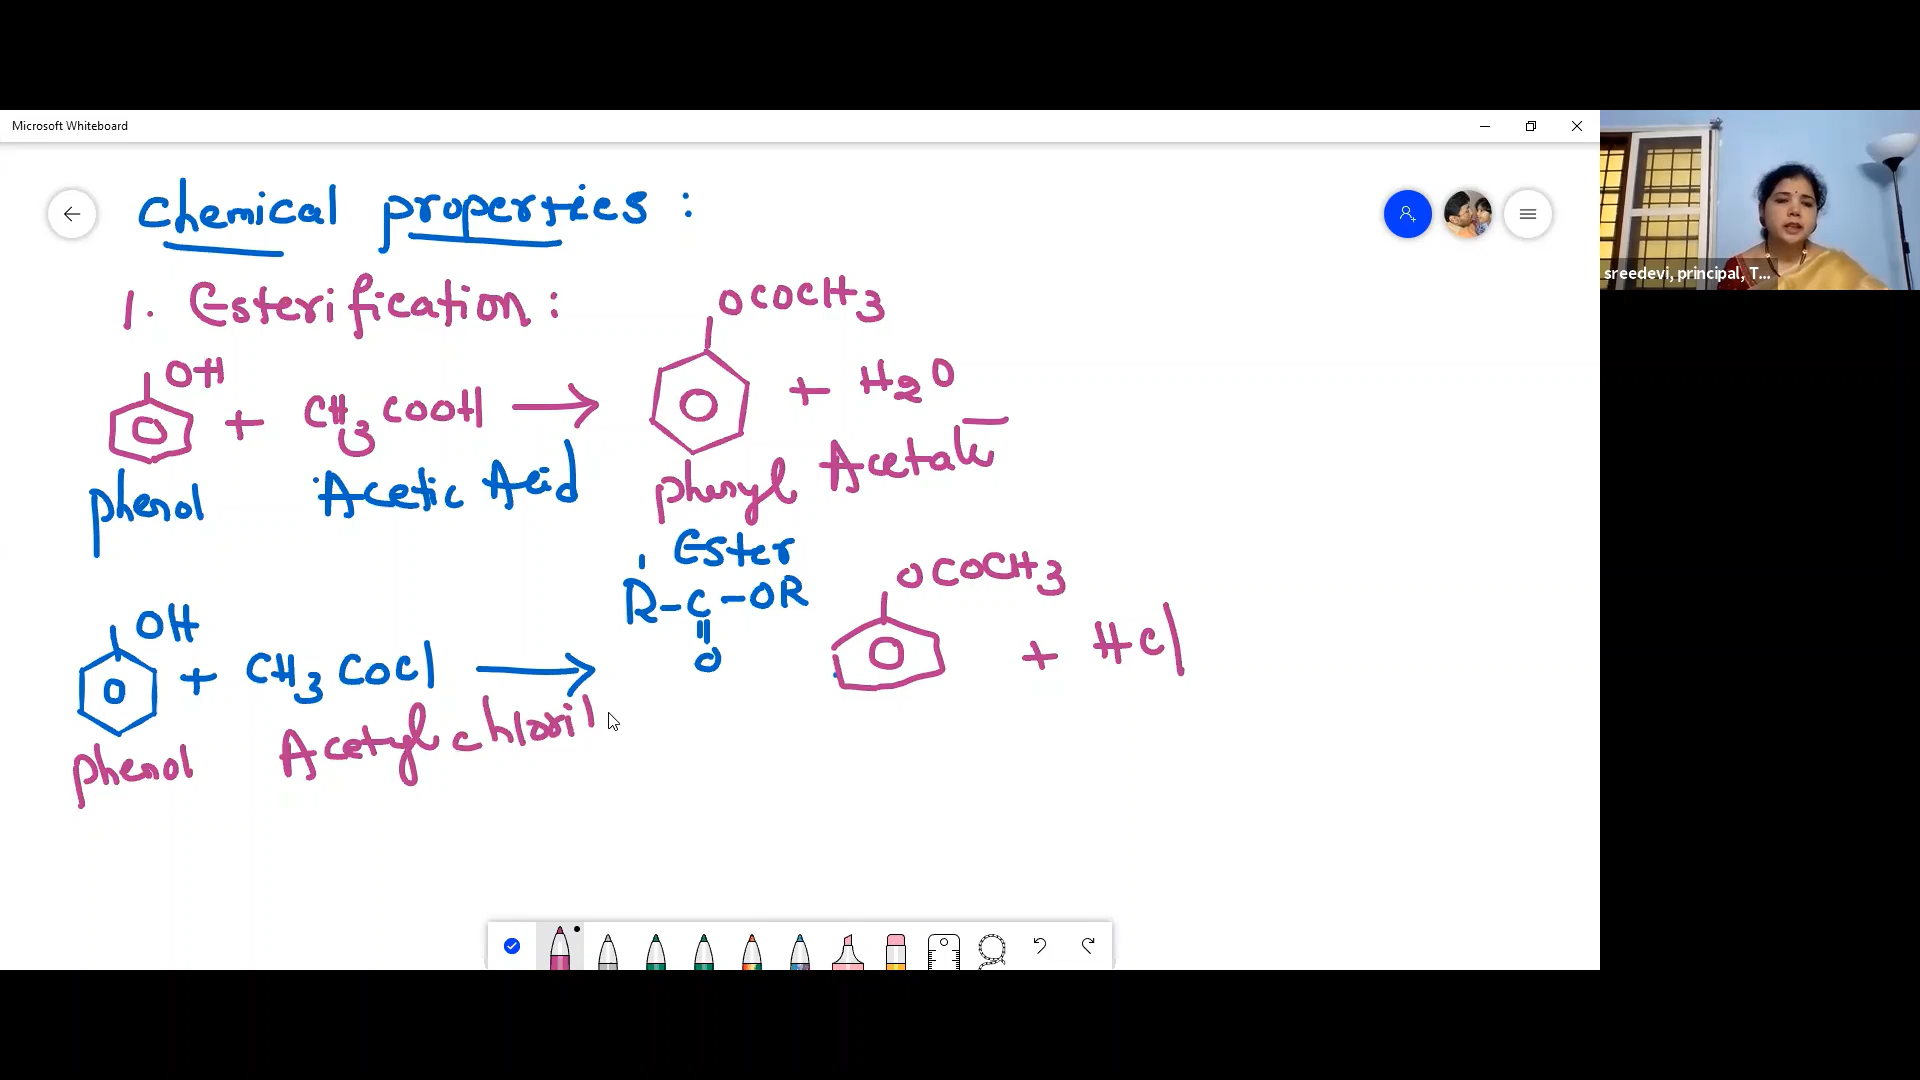 Microsoft Whiteboard
chemical properties :
1. Esterification :
OCOCH3
OH
+ CH3COOH → + H2O
phenol Acetic Acid phenyl Acetate
Ester
R-C-OR
O
OCOCH3
OH
+ CH3COCl → + HCl
phenol Acetyl chlorid
sreedevi, principal, T...